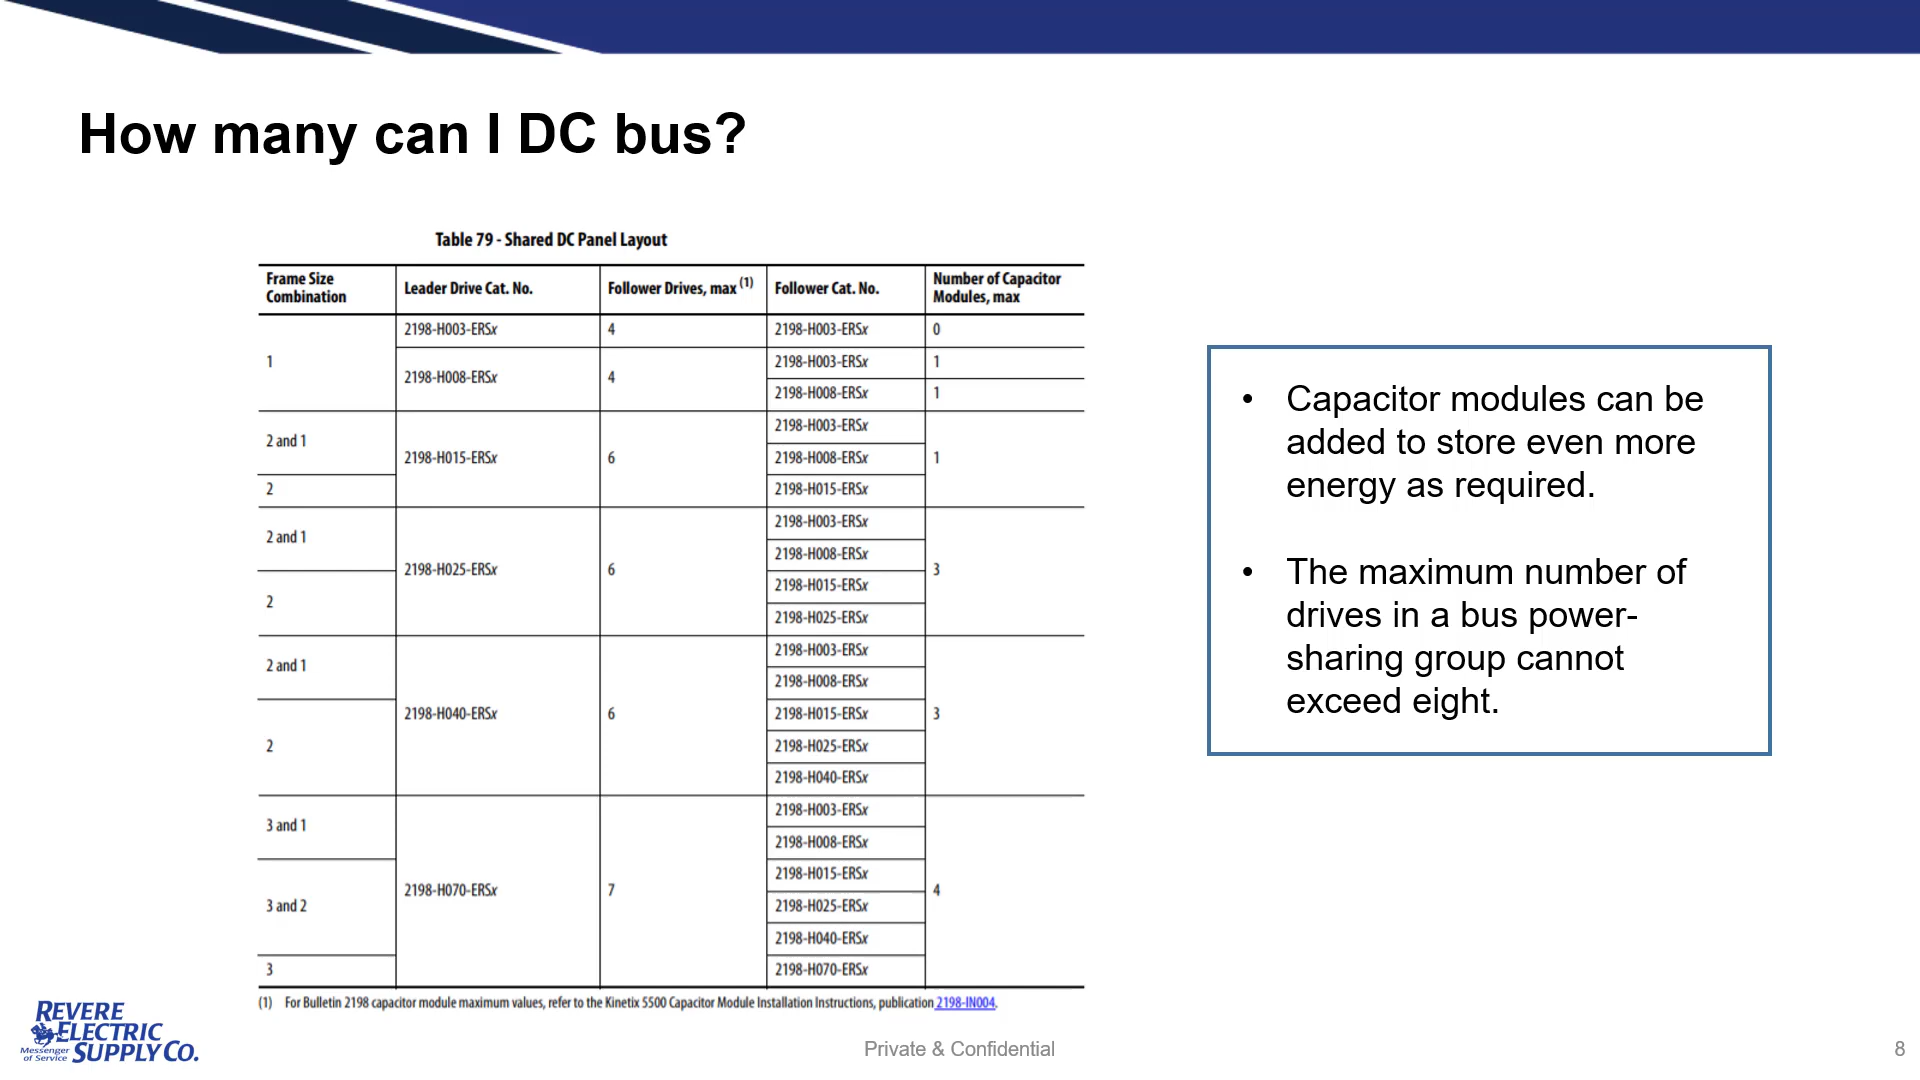 How many can I DC bus?
Table 79 - Shared DC Panel Layout
Frame Size Combination | Leader Drive Cat. No. | Follower Drives, max (1) | Follower Cat. No. | Number of Capacitor Modules, max
1 | 2198-H003-ERSx | 4 | 2198-H003-ERSx | 0
2198-H008-ERSx | 4 | 2198-H003-ERSx | 1
2198-H008-ERSx | 1
2 and 1 | 2198-H015-ERSx | 6 | 2198-H003-ERSx | 1
2198-H008-ERSx
2 | 2198-H015-ERSx
2 and 1 | 2198-H025-ERSx | 6 | 2198-H003-ERSx | 3
2198-H008-ERSx
2 | 2198-H015-ERSx
2198-H025-ERSx
2 and 1 | 2198-H040-ERSx | 6 | 2198-H003-ERSx | 3
2198-H008-ERSx
2 | 2198-H015-ERSx
2198-H025-ERSx
2198-H040-ERSx
3 and 1 | 2198-H070-ERSx | 7 | 2198-H003-ERSx | 4
2198-H008-ERSx
3 and 2 | 2198-H015-ERSx
2198-H025-ERSx
2198-H040-ERSx
3 | 2198-H070-ERSx
(1) For Bulletin 2198 capacitor module maximum values, refer to the Kinetix 5500 Capacitor Module Installation Instructions, publication 2198-IN004.
• Capacitor modules can be
added to store even more
energy as required.
• The maximum number of
drives in a bus power-
sharing group cannot
exceed eight.
REVERE
ELECTRIC
SUPPLY CO.
Messenger
of Service
Private & Confidential
8